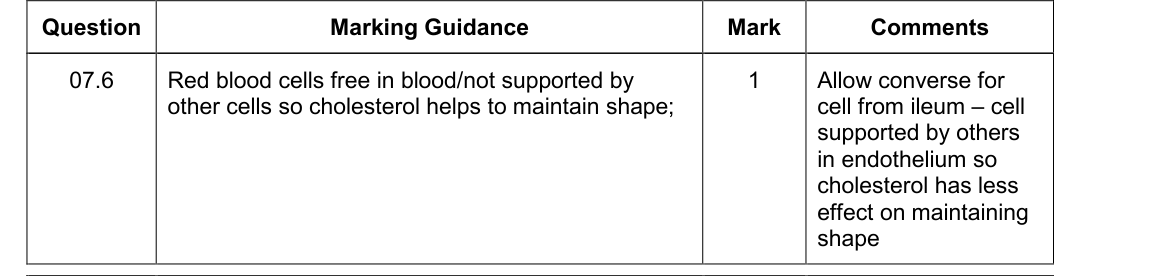 Question Marking Guidance Mark Comments
07.6 Red blood cells free in blood/not supported by 1 Allow converse for
other cells so cholesterol helps to maintain shape; cell from ileum – cell
supported by others
in endothelium so
cholesterol has less
effect on maintaining
shape